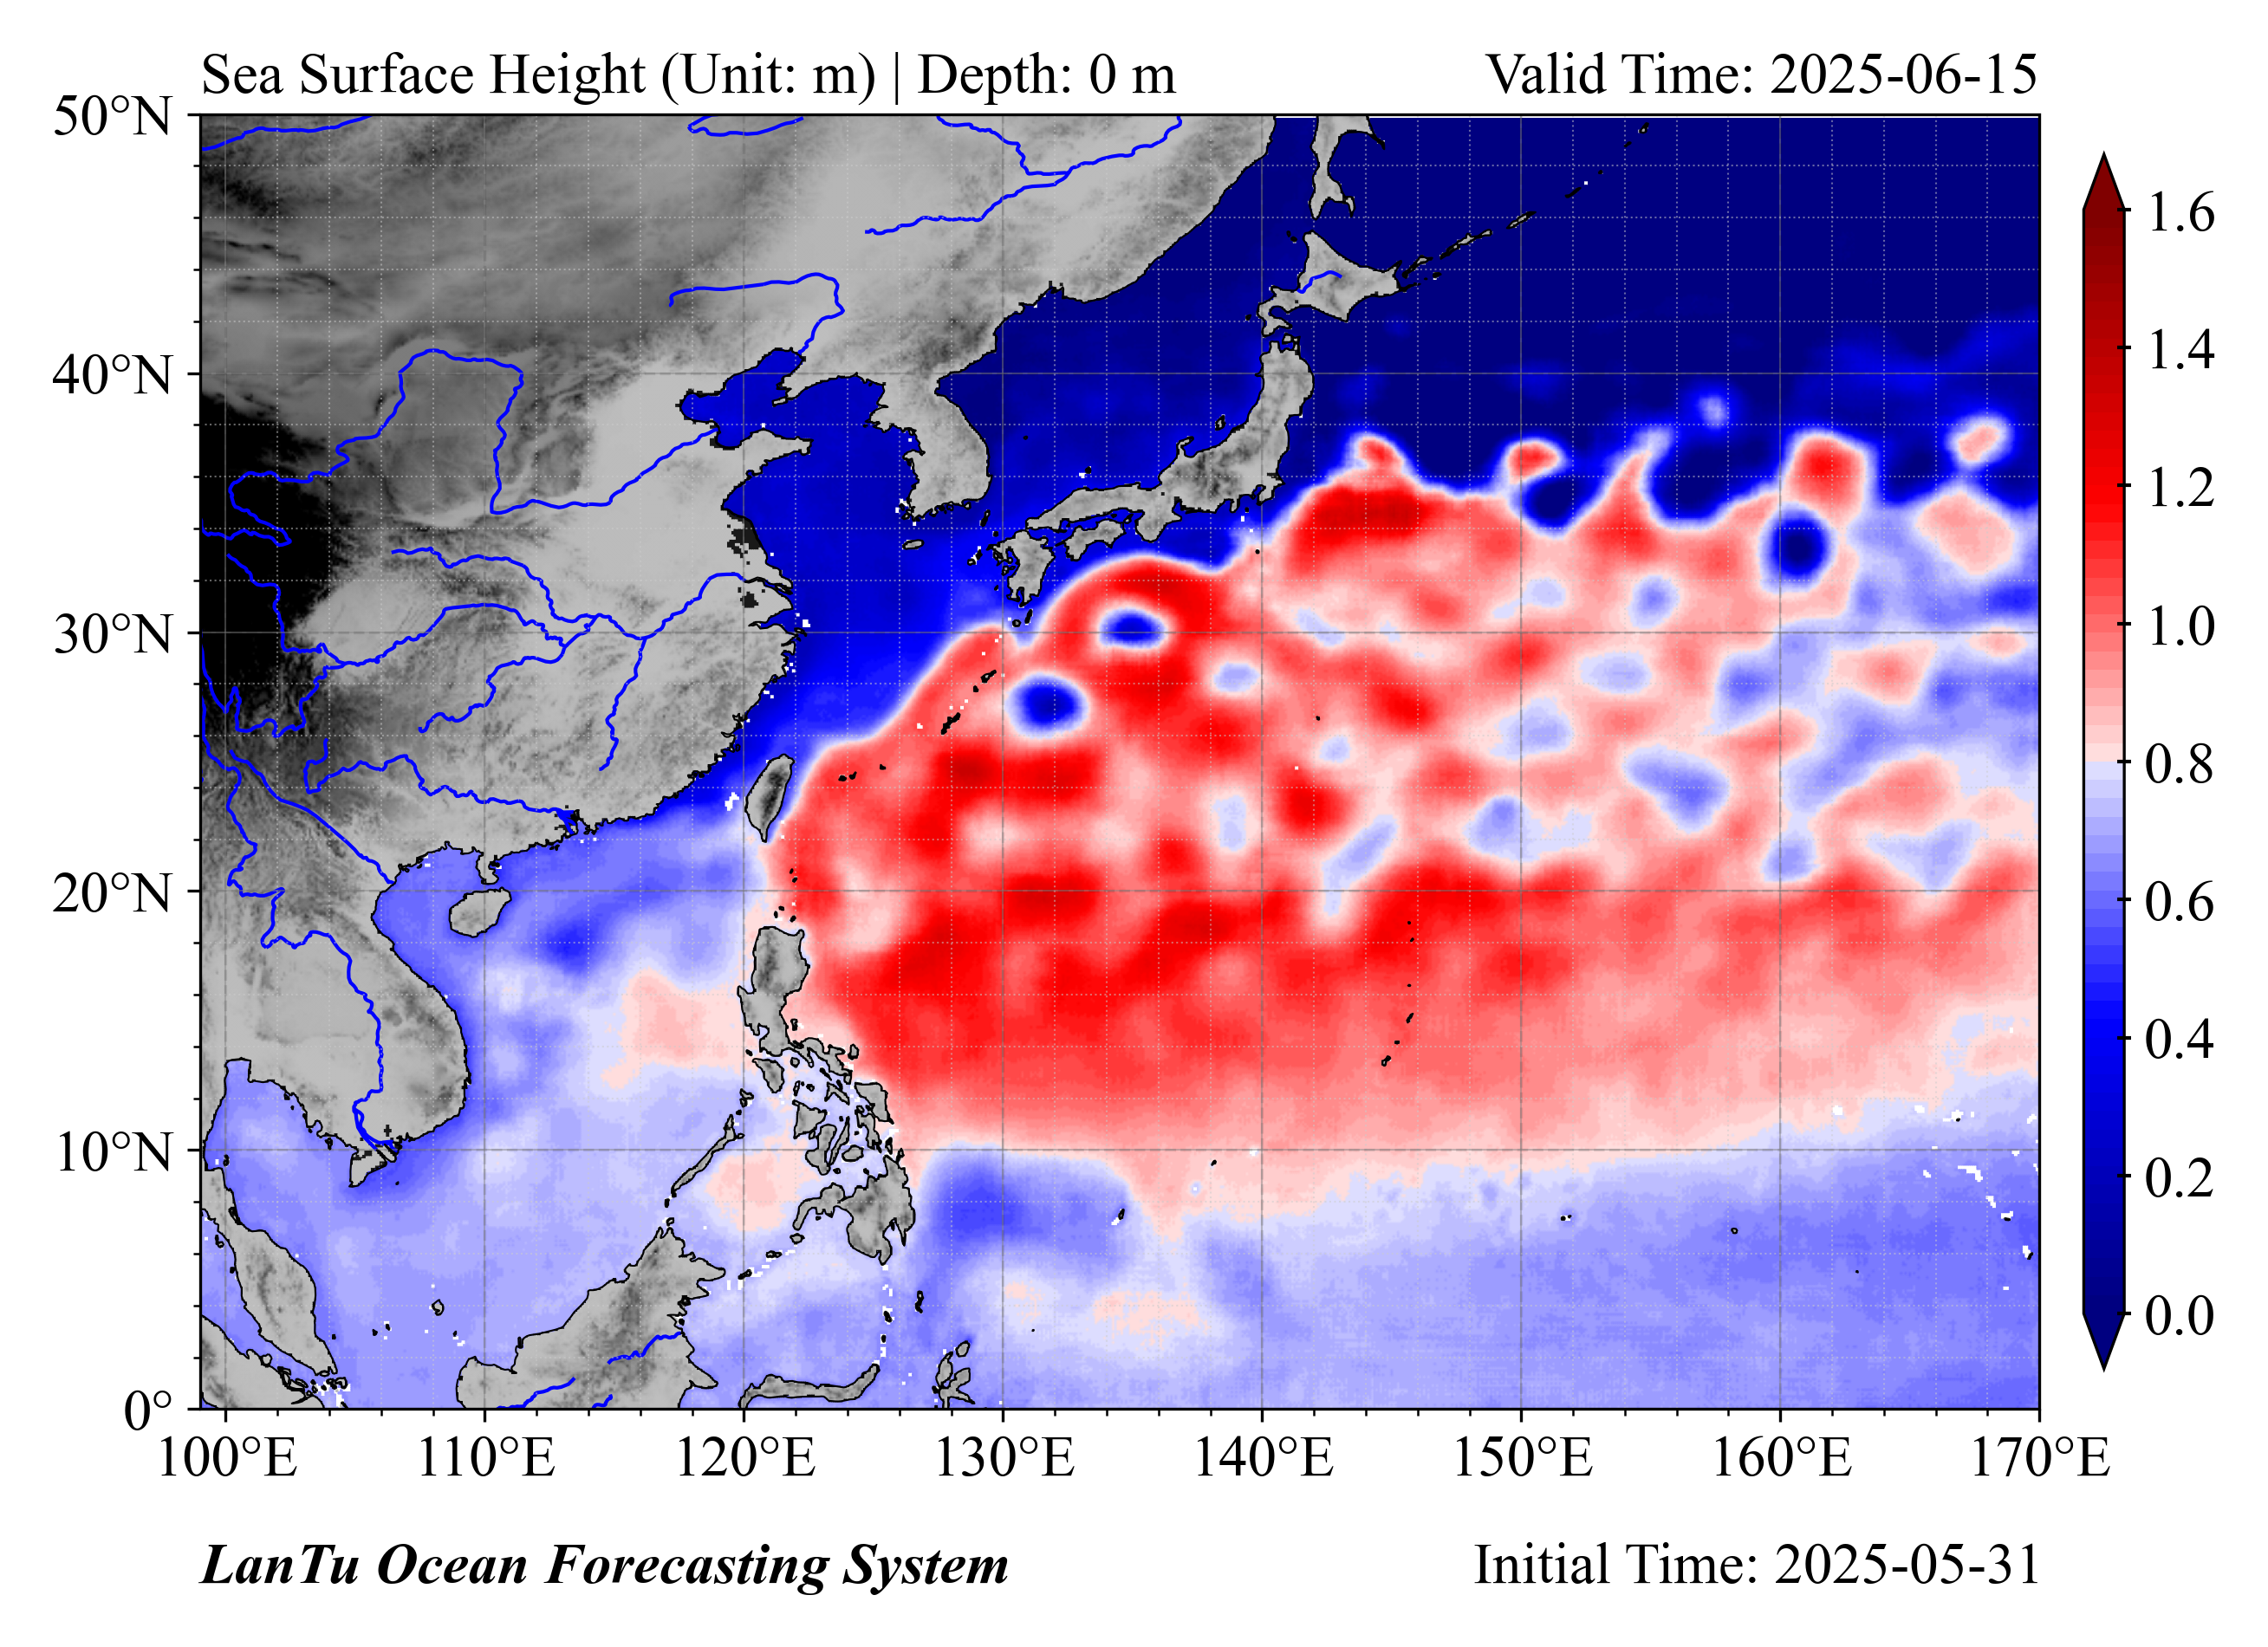 Sea Surface Height (Unit: m) | Depth: 0 m
Valid Time: 2025-06-15
50°N
40°N
30°N
20°N
10°N
0°
100°E
110°E
120°E
130°E
140°E
150°E
160°E
170°E
1.6
1.4
1.2
1.0
0.8
0.6
0.4
0.2
0.0
LanTu Ocean Forecasting System
Initial Time: 2025-05-31